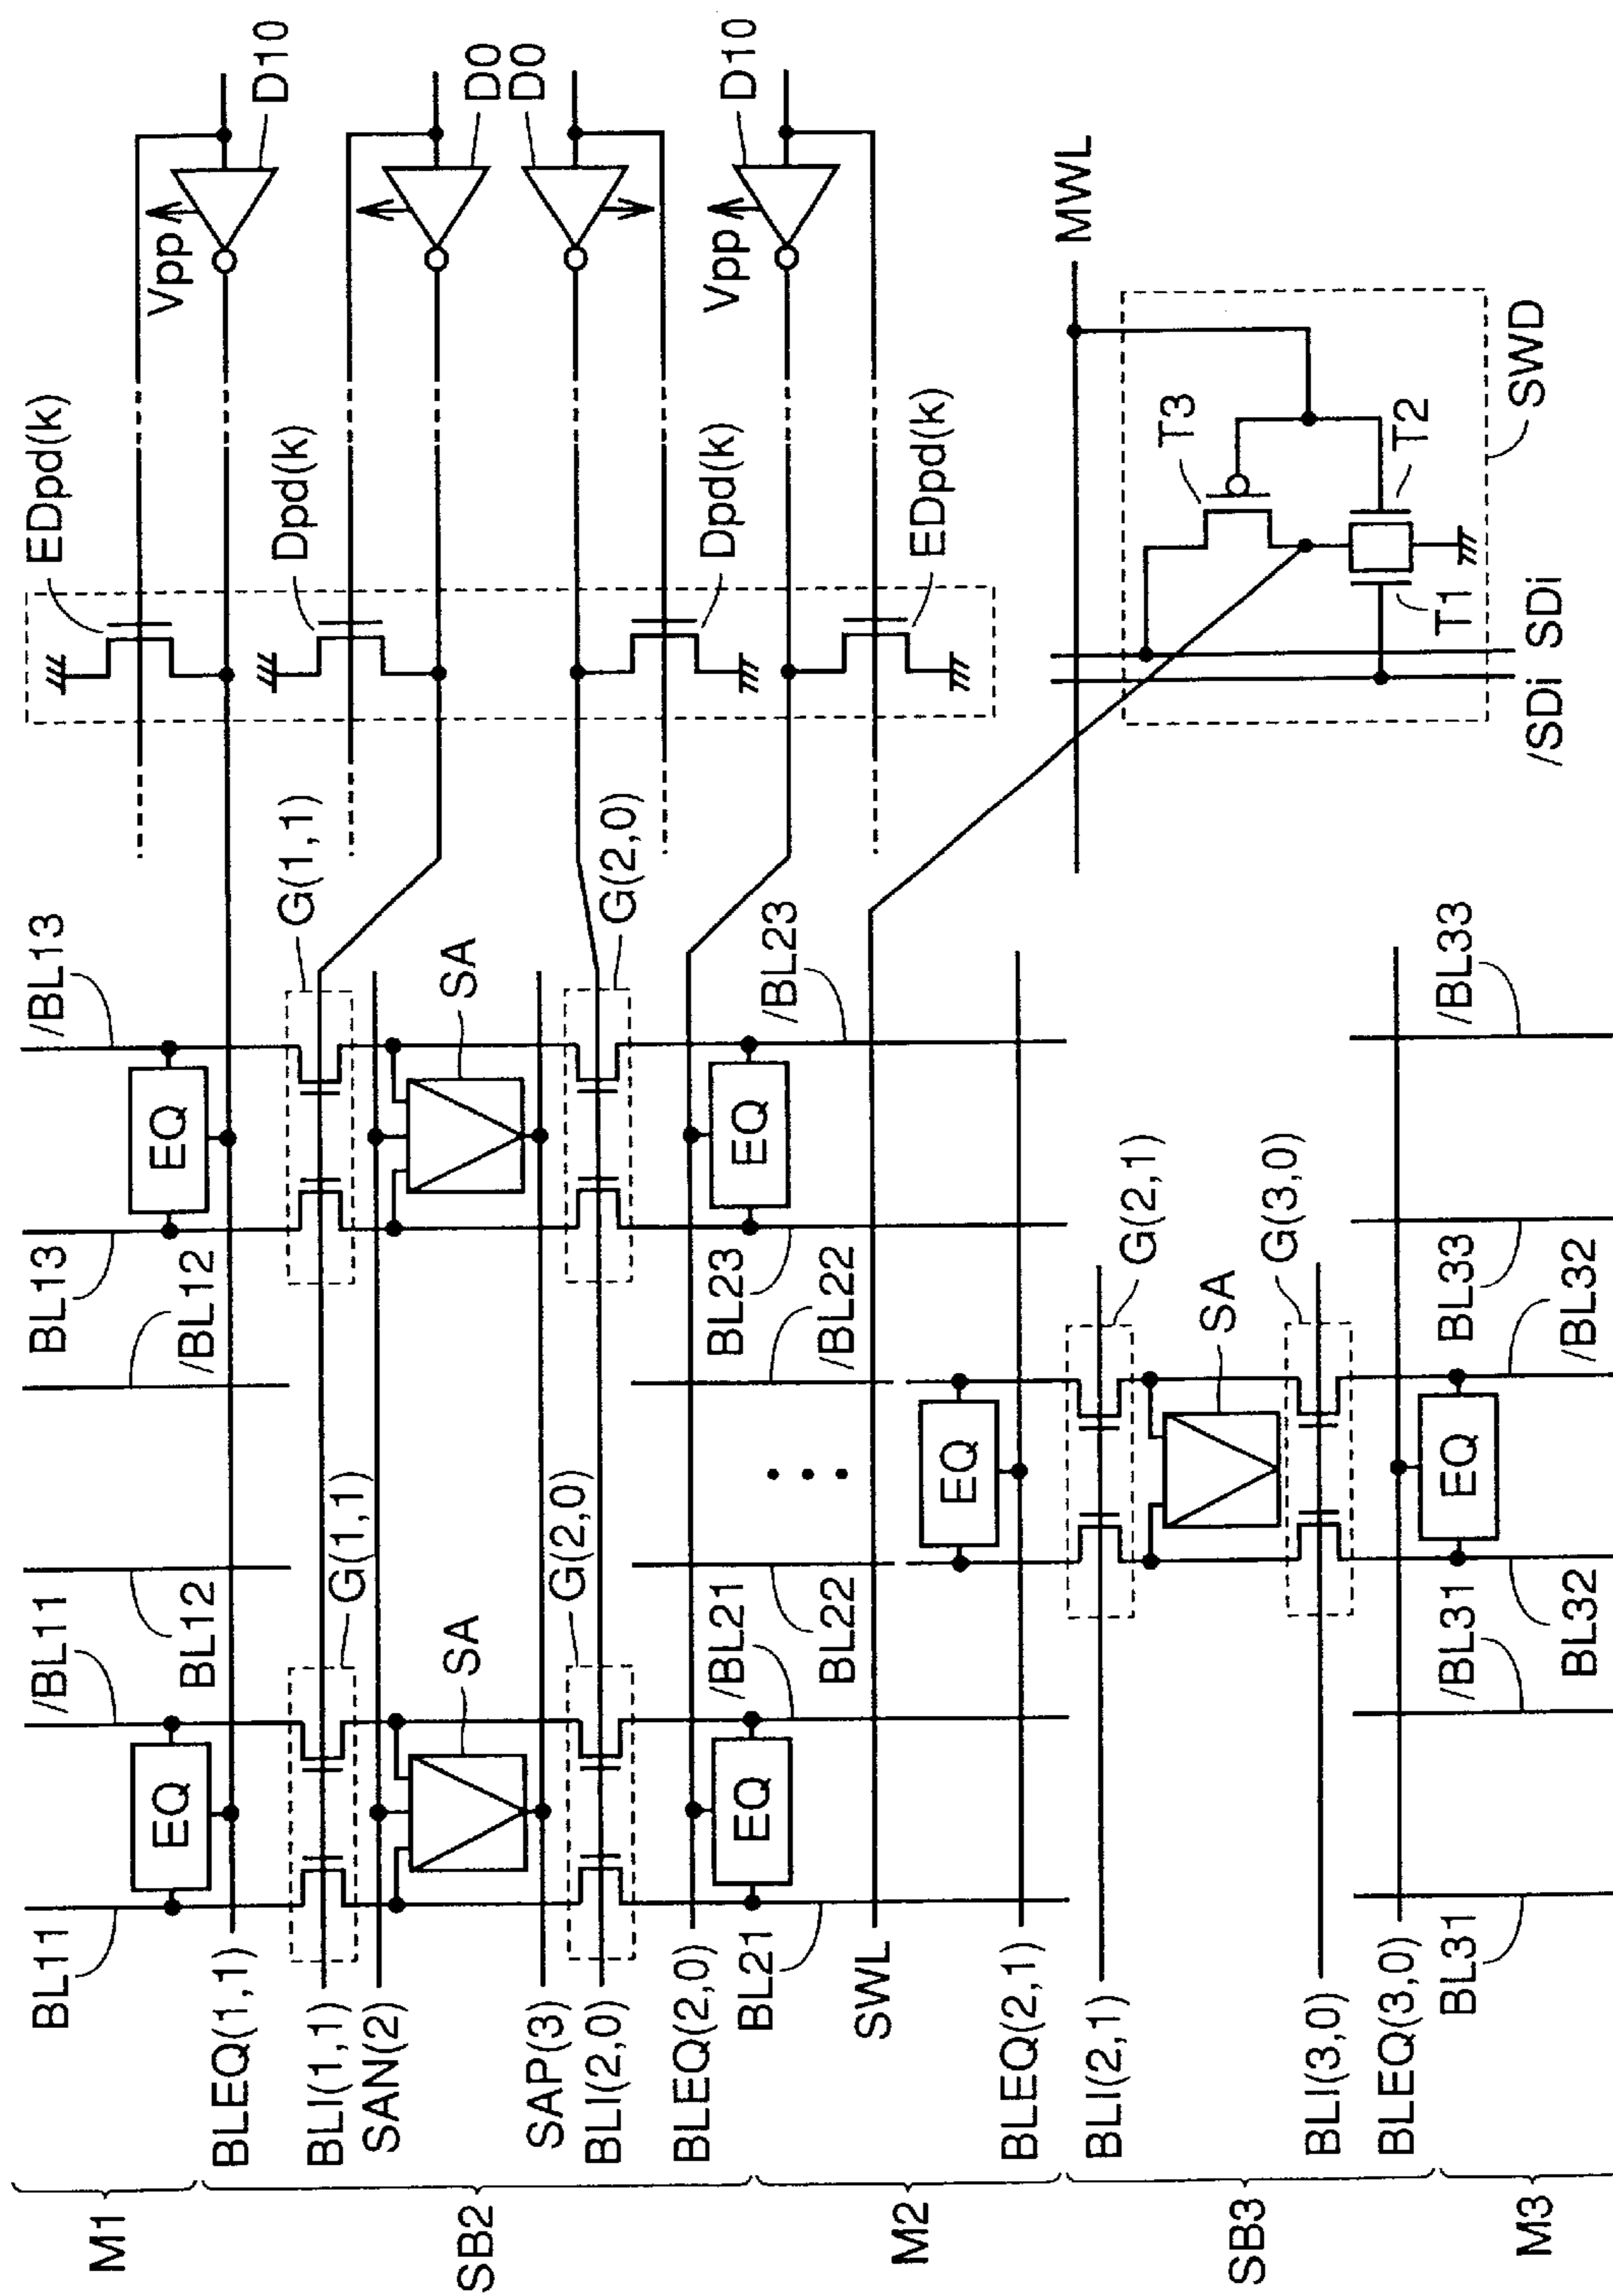 M1
SB2
M2
SB3
M3
BLEQ(1,1)
BLI(1,1)
SAN(2)
SAP(3)
BLI(2,0)
BLEQ(2,0)
SWL
BLEQ(2,1)
BLI(2,1)
BLI(3,0)
BLEQ(3,0)
BL11
/BL11
BL12
/BL12
BL13
/BL13
EQ
EQ
G(1,1)
G(1,1)
SA
SA
G(2,0)
G(2,0)
EQ
EQ
BL21
/BL21
BL22
/BL22
BL23
/BL23
EQ
G(2,1)
SA
G(3,0)
EQ
BL31
/BL31
BL32
/BL32
BL33
/BL33
EDpd(k)
Dpd(k)
Dpd(k)
EDpd(k)
Vpp
D10
D0
D0
Vpp
D10
MWL
T3
T1
T2
SWD
/SDi
SDi